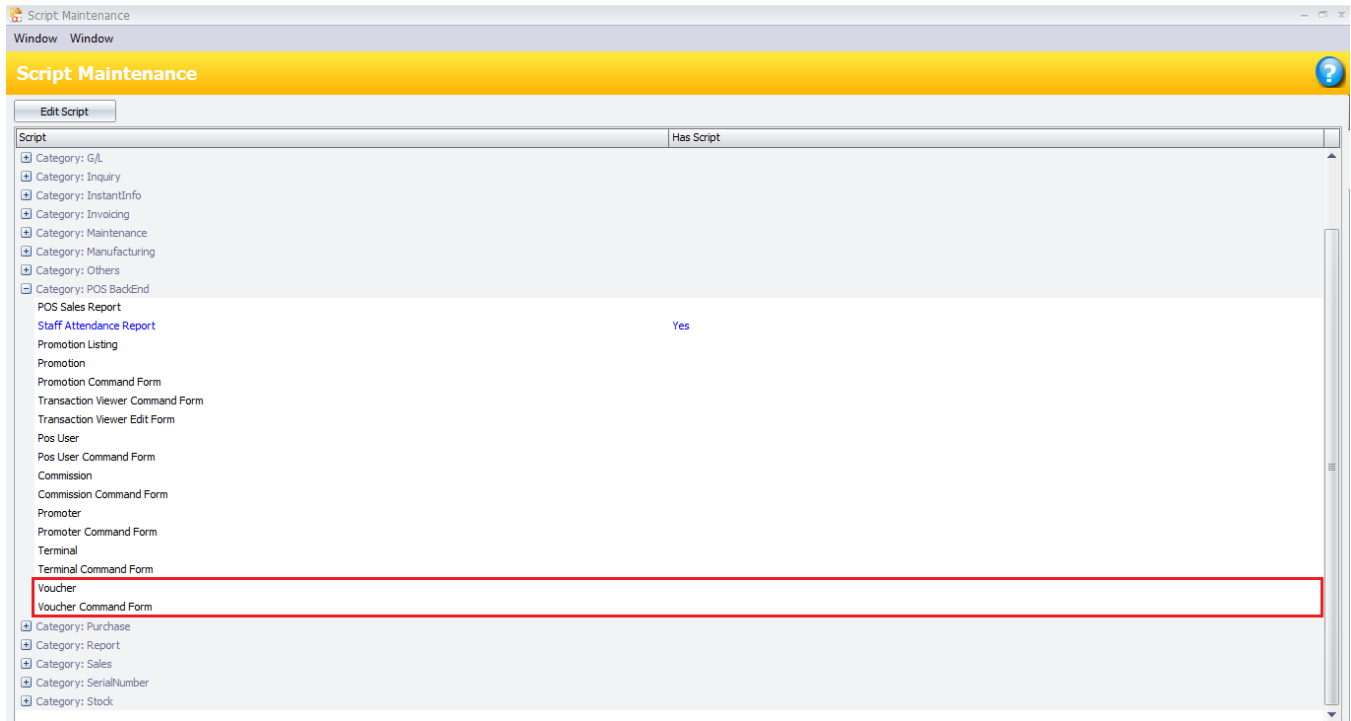 Script Maintenance
Window Window
Script Maintenance
?
Edit Script
Script Has Script
Category: G/L
Category: Inquiry
Category: InstantInfo
Category: Invoicing
Category: Maintenance
Category: Manufacturing
Category: Others
Category: POS BackEnd
POS Sales Report
Staff Attendance Report Yes
Promotion Listing
Promotion
Promotion Command Form
Transaction Viewer Command Form
Transaction Viewer Edit Form
Pos User
Pos User Command Form
Commission
Commission Command Form
Promoter
Promoter Command Form
Terminal
Terminal Command Form
Voucher
Voucher Command Form
Category: Purchase
Category: Report
Category: Sales
Category: SerialNumber
Category: Stock